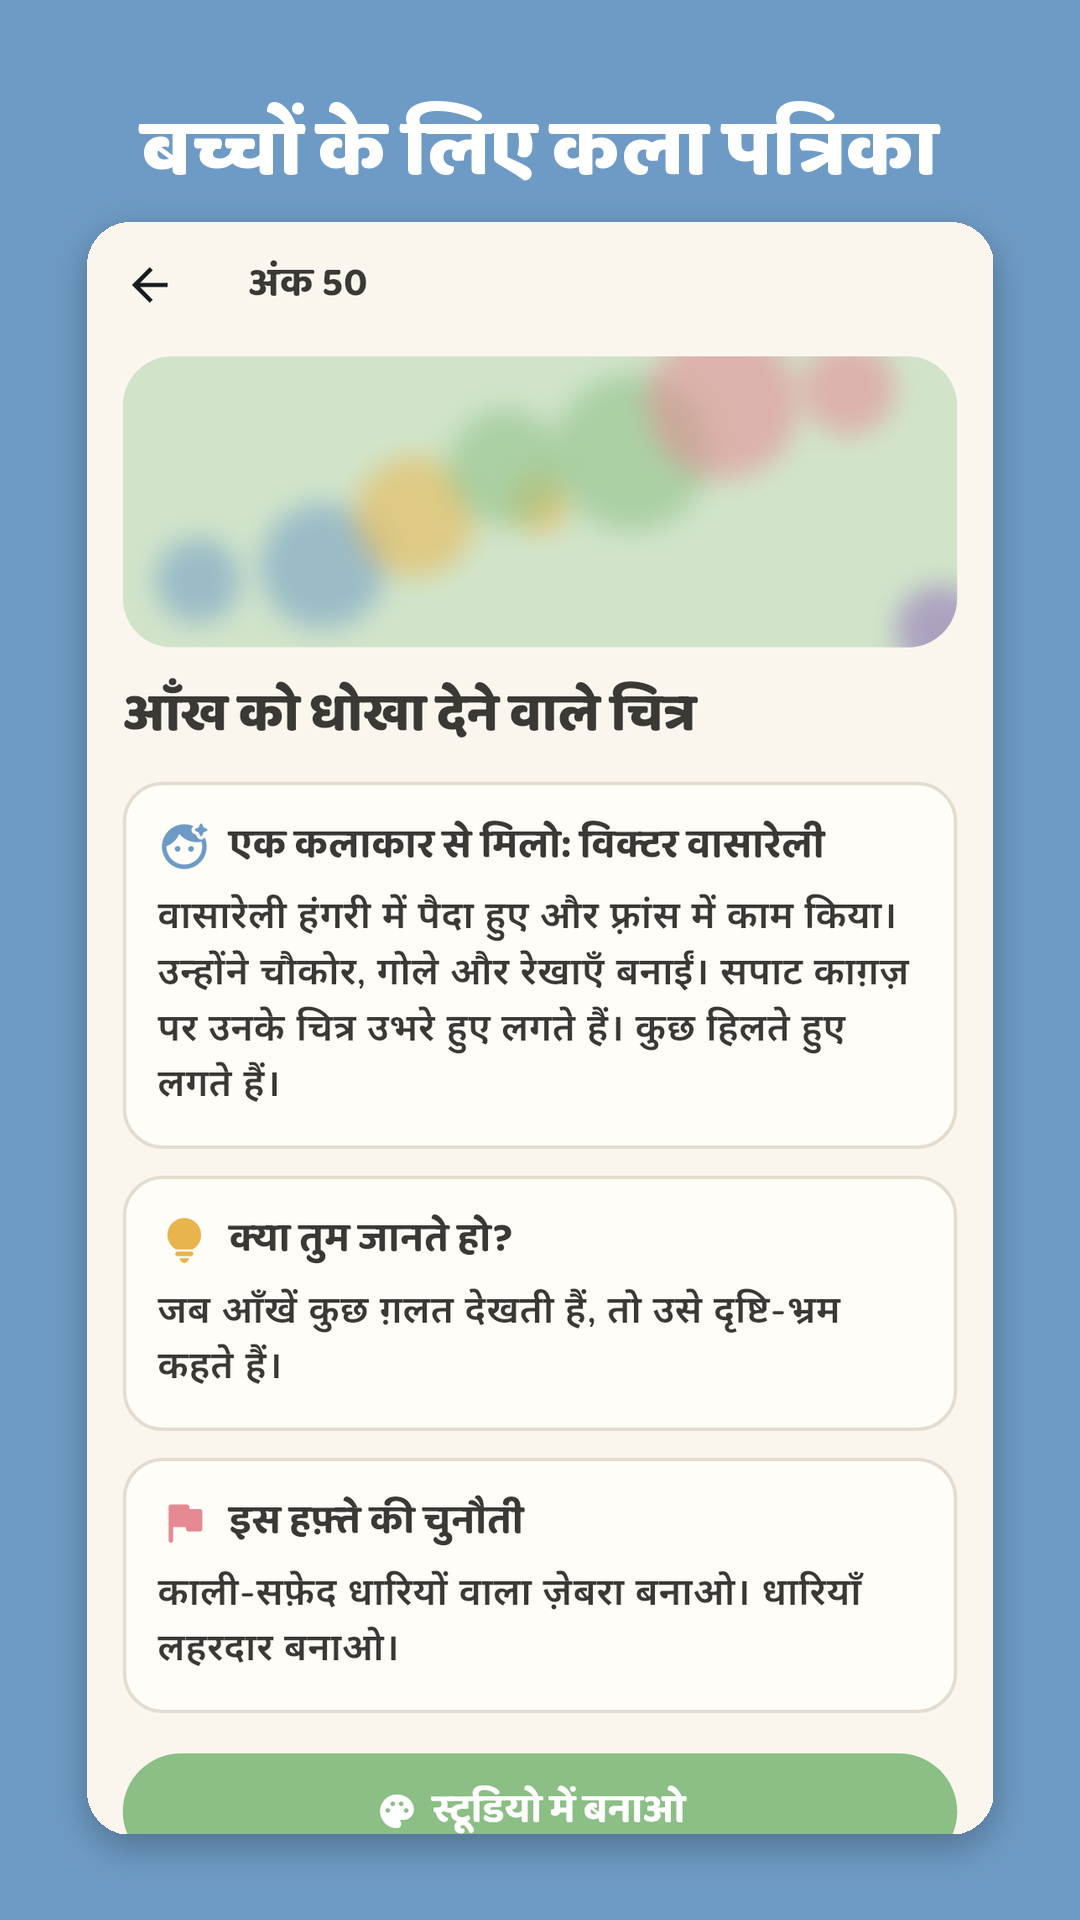 बच्चों के लिए कला पत्रिका
अंक 50
आँख को धोखा देने वाले चित्र
एक कलाकार से मिलो: विक्टर वासारेली
वासारेली हंगरी में पैदा हुए और फ़्रांस में काम किया।
उन्होंने चौकोर, गोले और रेखाएँ बनाईं। सपाट काग़ज़
पर उनके चित्र उभरे हुए लगते हैं। कुछ हिलते हुए
लगते हैं।
क्या तुम जानते हो?
जब आँखें कुछ ग़लत देखती हैं, तो उसे दृष्टि-भ्रम
कहते हैं।
इस हफ़्ते की चुनौती
काली-सफ़ेद धारियों वाला ज़ेबरा बनाओ। धारियाँ
लहरदार बनाओ।
स्टूडियो में बनाओ